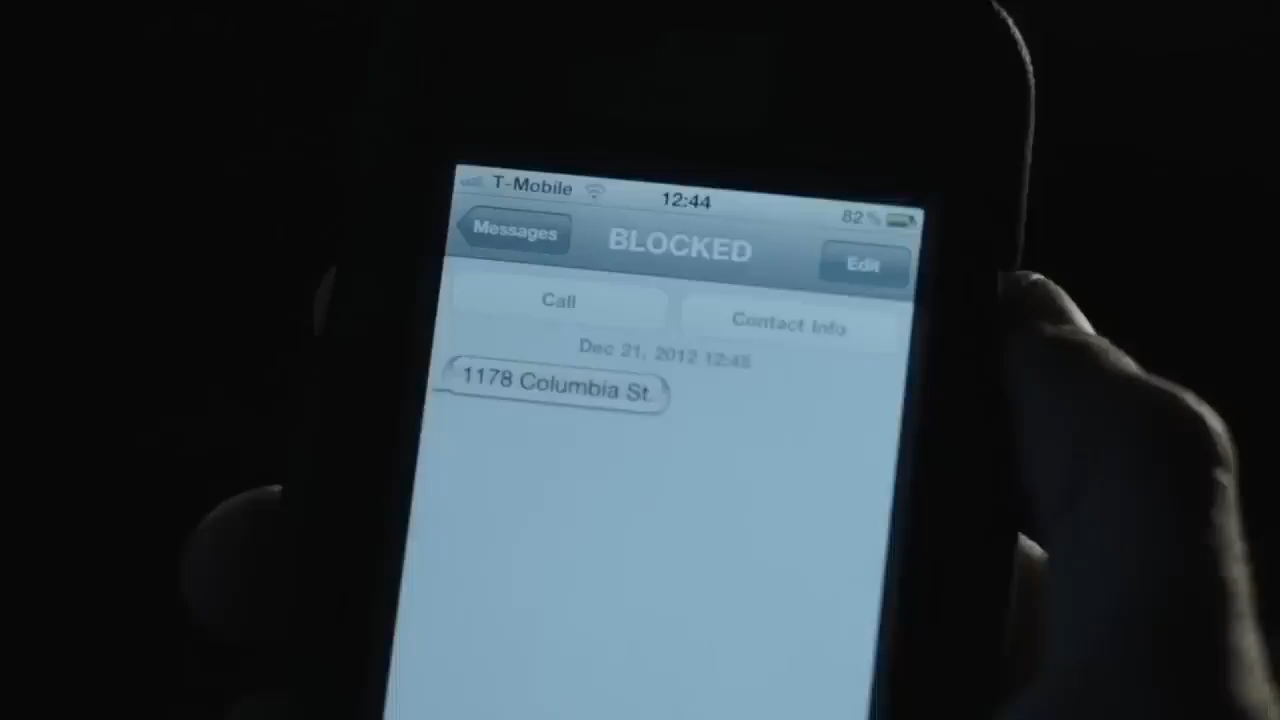 T-Mobile 12:44 82%
Messages BLOCKED Edit
Call Contact Info
Dec 21, 2012 12:45
1178 Columbia St.